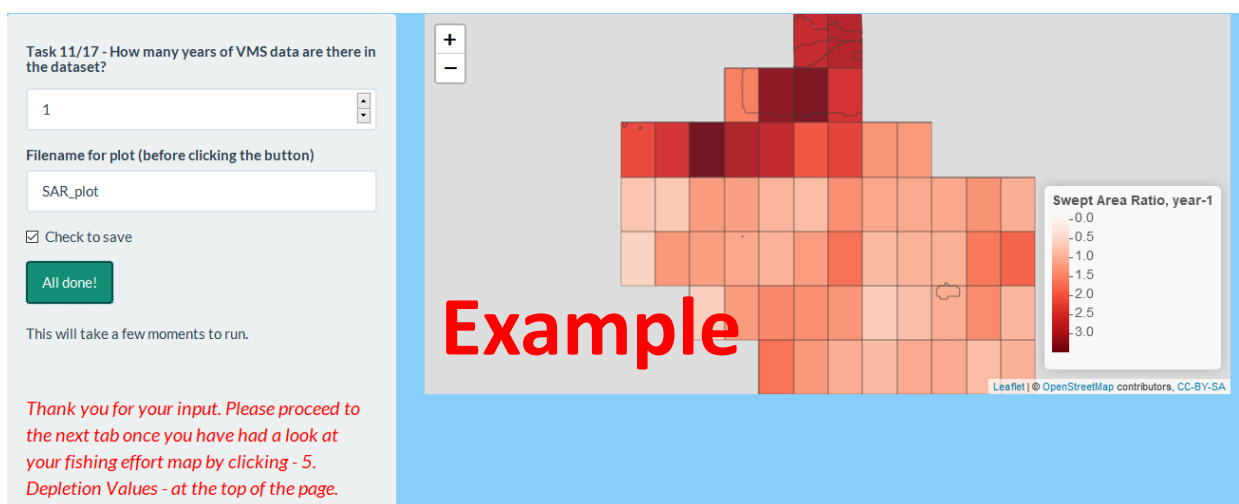 Task 11/17 - How many years of VMS data are there in
the dataset?
1
Filename for plot (before clicking the button)
SAR_plot
Check to save
All done!
This will take a few moments to run.
Thank you for your input. Please proceed to
the next tab once you have had a look at
your fishing effort map by clicking - 5.
Depletion Values - at the top of the page.
+
−
Example
Swept Area Ratio, year-1
0.0
0.5
1.0
1.5
2.0
2.5
3.0
Leaflet | © OpenStreetMap contributors, CC-BY-SA